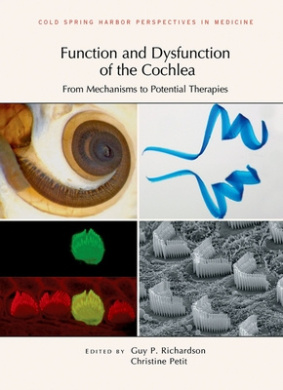 COLD SPRING HARBOR PERSPECTIVES IN MEDICINE
Function and Dysfunction
of the Cochlea
From Mechanisms to Potential Therapies
EDITED BY Guy P. Richardson
Christine Petit